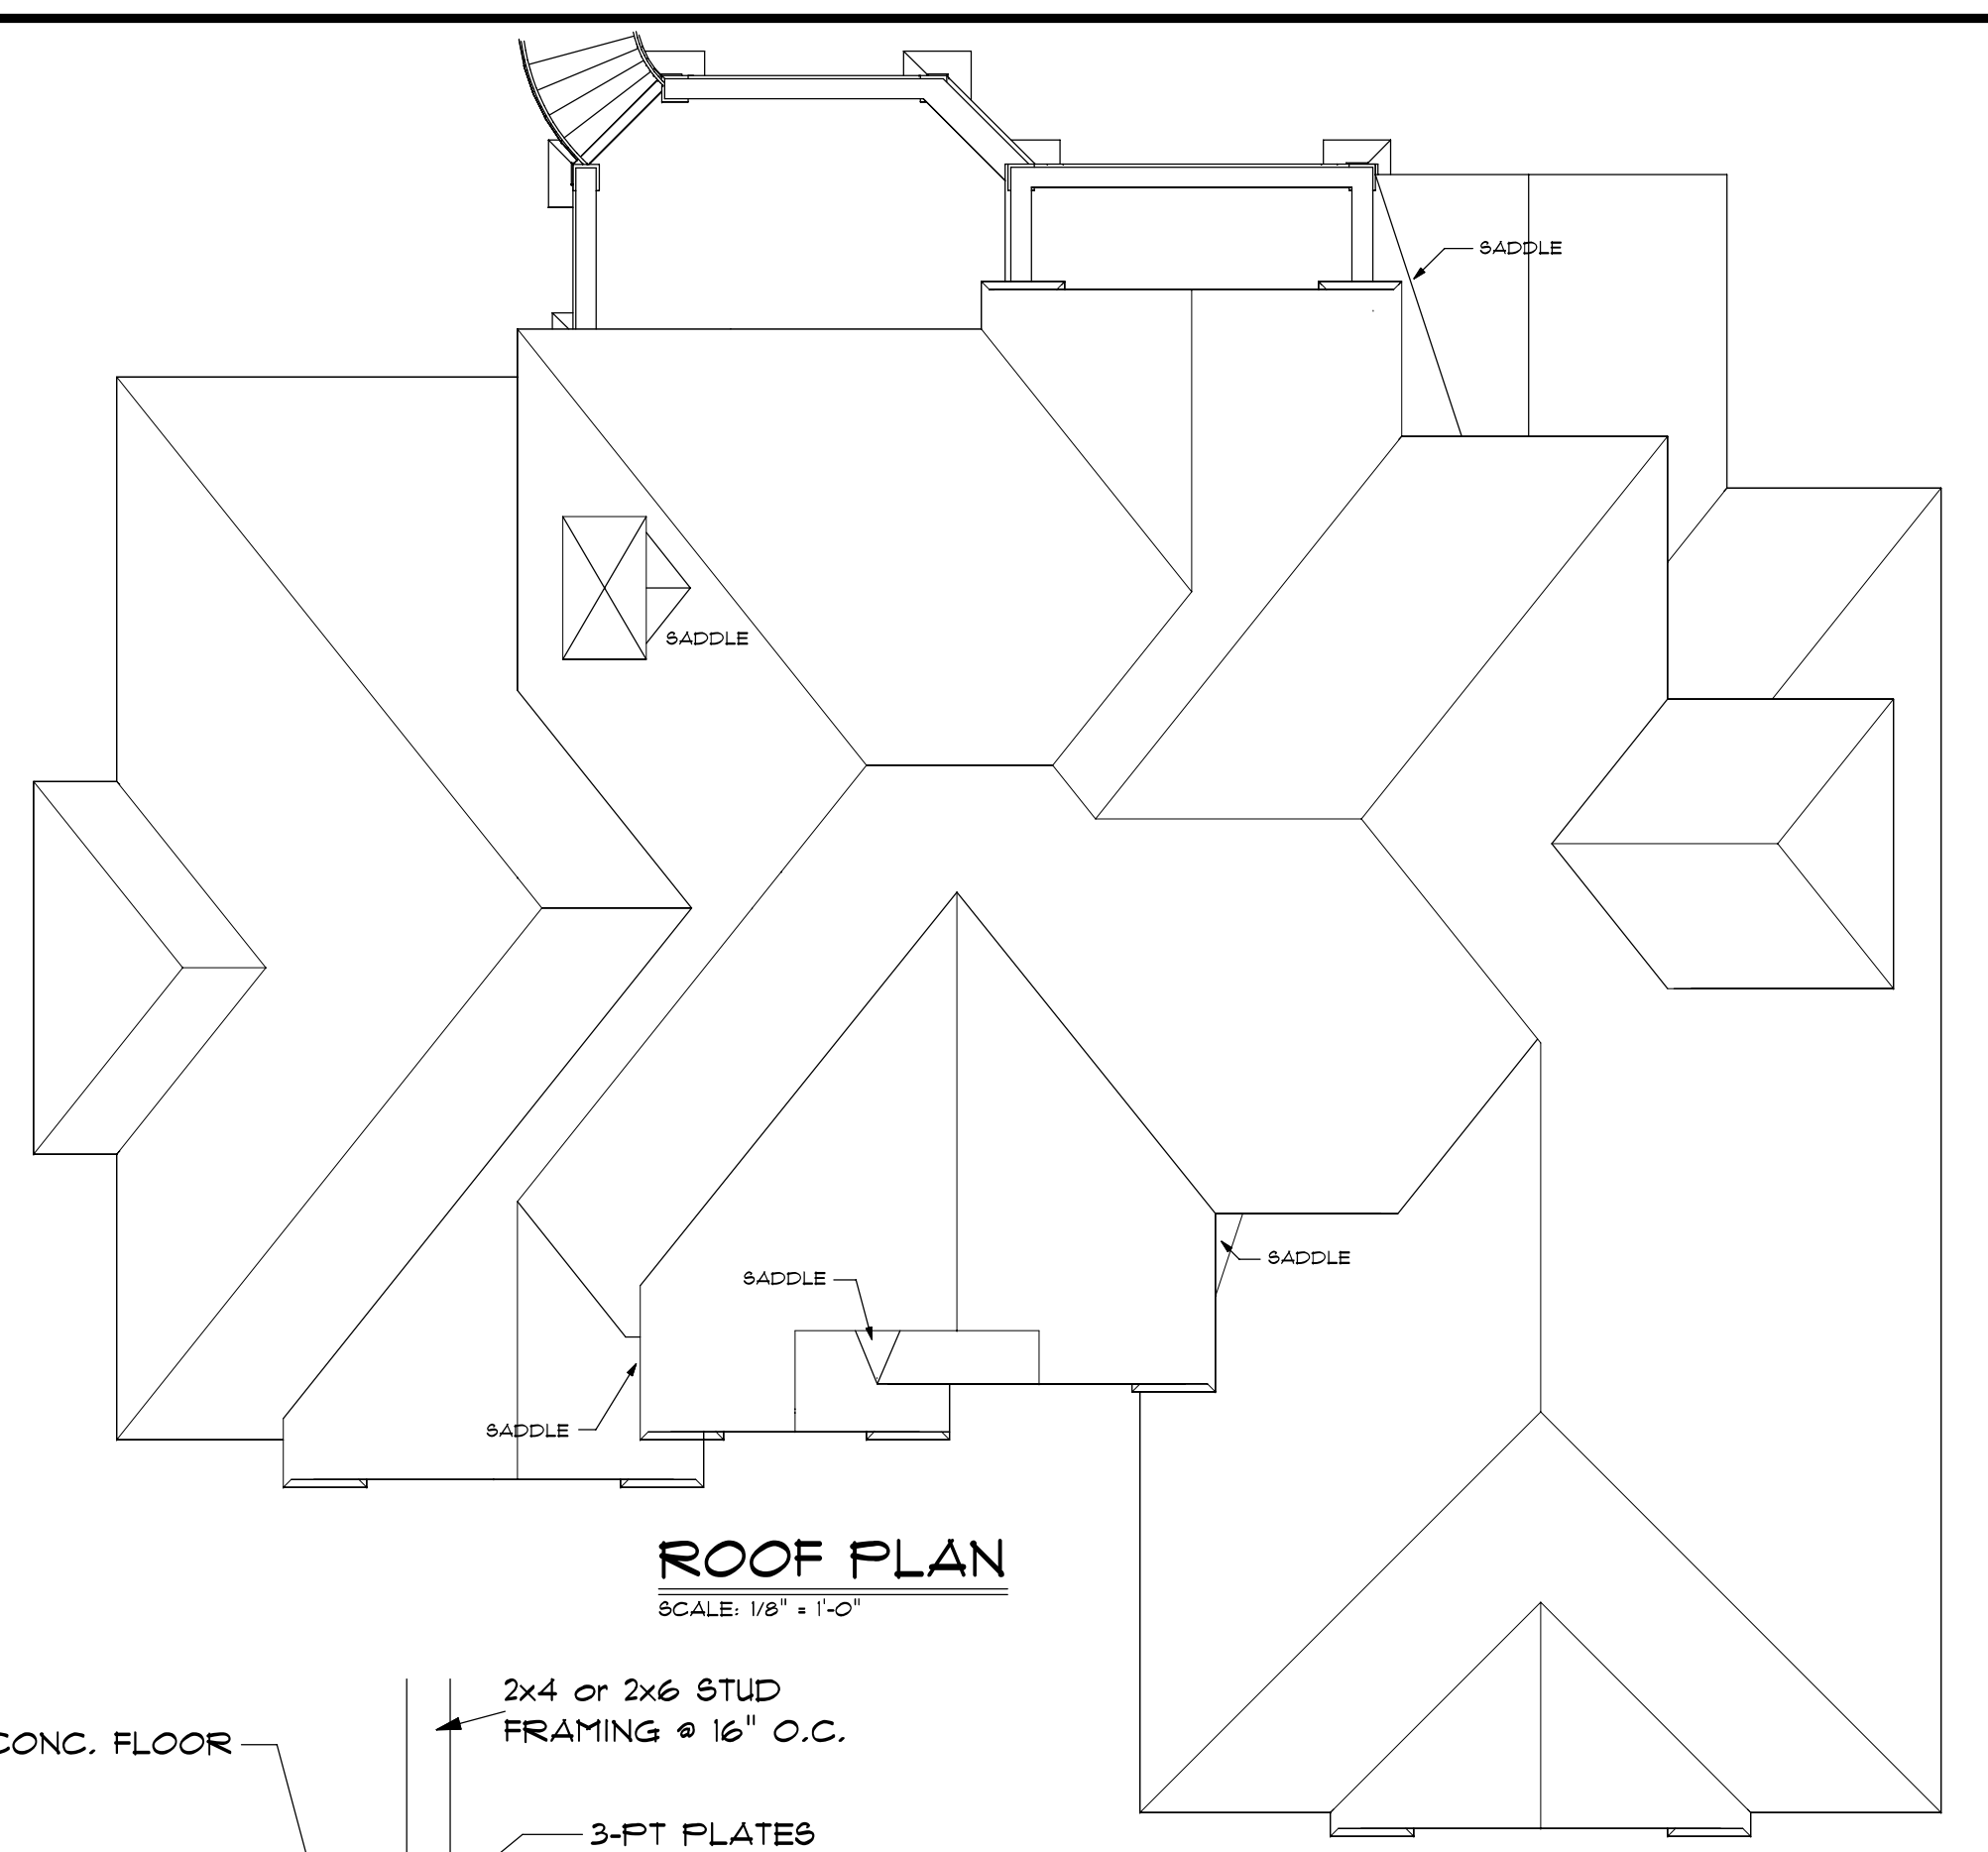 SADDLE
SADDLE
SADDLE
SADDLE
SADDLE
ROOF PLAN
SCALE: 1/8" = 1'-0"
2x4 or 2x6 STUD
FRAMING @ 16" O.C.
CONC. FLOOR
3-PT PLATES